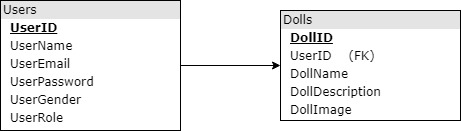 Users
UserID
UserName
UserEmail
UserPassword
UserGender
UserRole
Dolls
DollID
UserID (FK)
DollName
DollDescription
DollImage